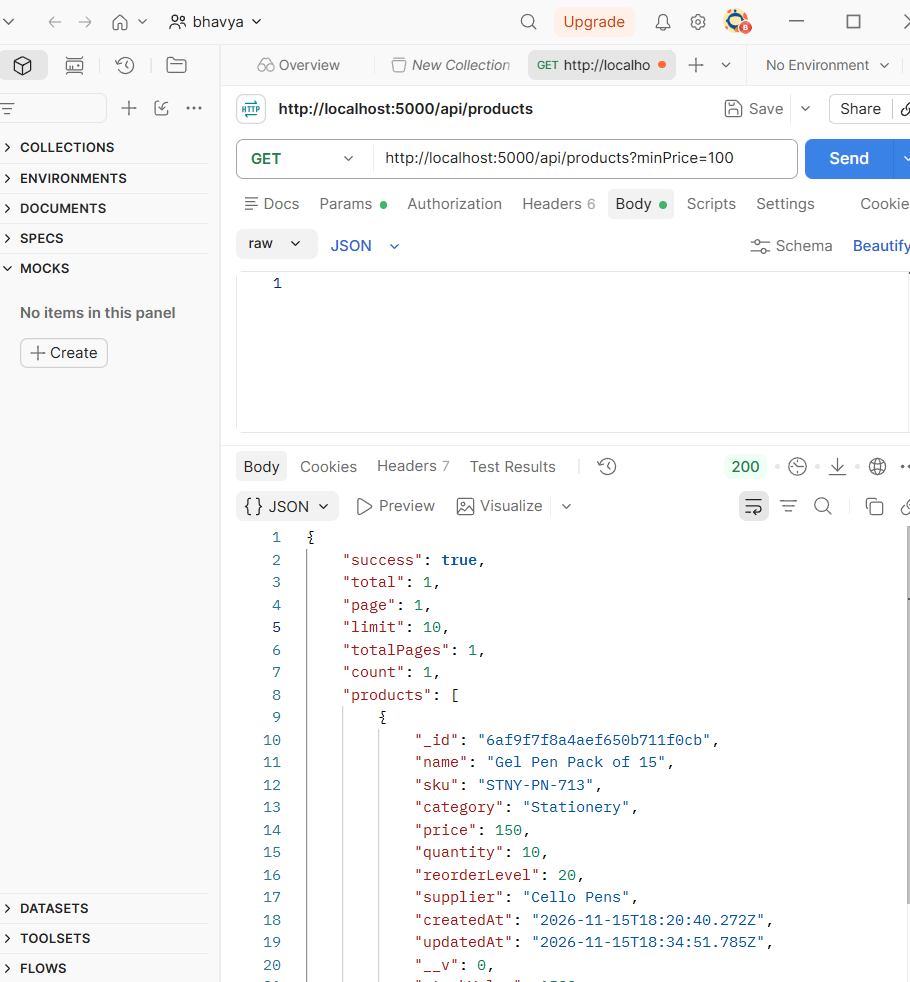 bhavya
Upgrade
8
Overview
New Collection
GET http://localho
No Environment
HTTP
http://localhost:5000/api/products
Save
Share
COLLECTIONS
ENVIRONMENTS
DOCUMENTS
SPECS
MOCKS
No items in this panel
Create
DATASETS
TOOLSETS
FLOWS
GET
http://localhost:5000/api/products?minPrice=100
Send
Docs Params Authorization Headers 6 Body Scripts Settings Cookie
raw JSON Schema Beautify
1
Body Cookies Headers 7 Test Results 200
{} JSON Preview Visualize
1 {
2 "success": true,
3 "total": 1,
4 "page": 1,
5 "limit": 10,
6 "totalPages": 1,
7 "count": 1,
8 "products": [
9 {
10 "_id": "6af9f7f8a4aef650b711f0cb",
11 "name": "Gel Pen Pack of 15",
12 "sku": "STNY-PN-713",
13 "category": "Stationery",
14 "price": 150,
15 "quantity": 10,
16 "reorderLevel": 20,
17 "supplier": "Cello Pens",
18 "createdAt": "2026-11-15T18:20:40.272Z",
19 "updatedAt": "2026-11-15T18:34:51.785Z",
20 "__v": 0,